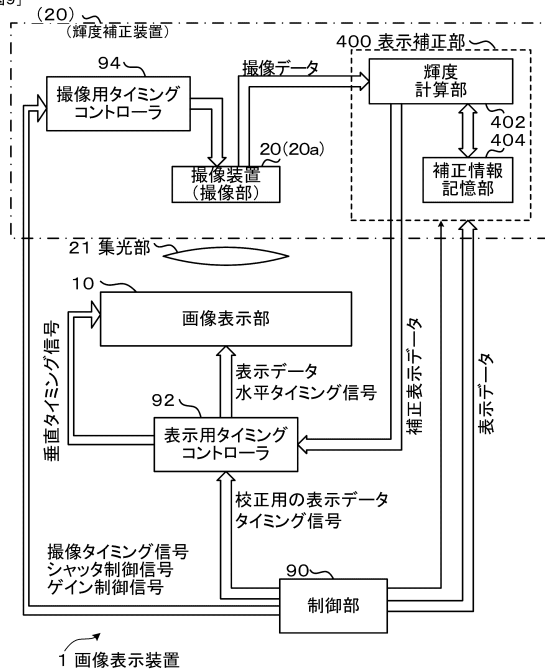 図9]
(20)
(輝度補正装置)
400 表示補正部
94
撮像用タイミング
コントローラ
撮像データ
輝度
計算部
402
404
補正情報
記憶部
20(20a)
撮像装置
(撮像部)
21 集光部
10
画像表示部
垂直タイミング信号
表示データ
水平タイミング信号
補正表示データ
表示データ
92
表示用タイミング
コントローラ
校正用の表示データ
タイミング信号
撮像タイミング信号
シャッタ制御信号
ゲイン制御信号
90
制御部
1 画像表示装置